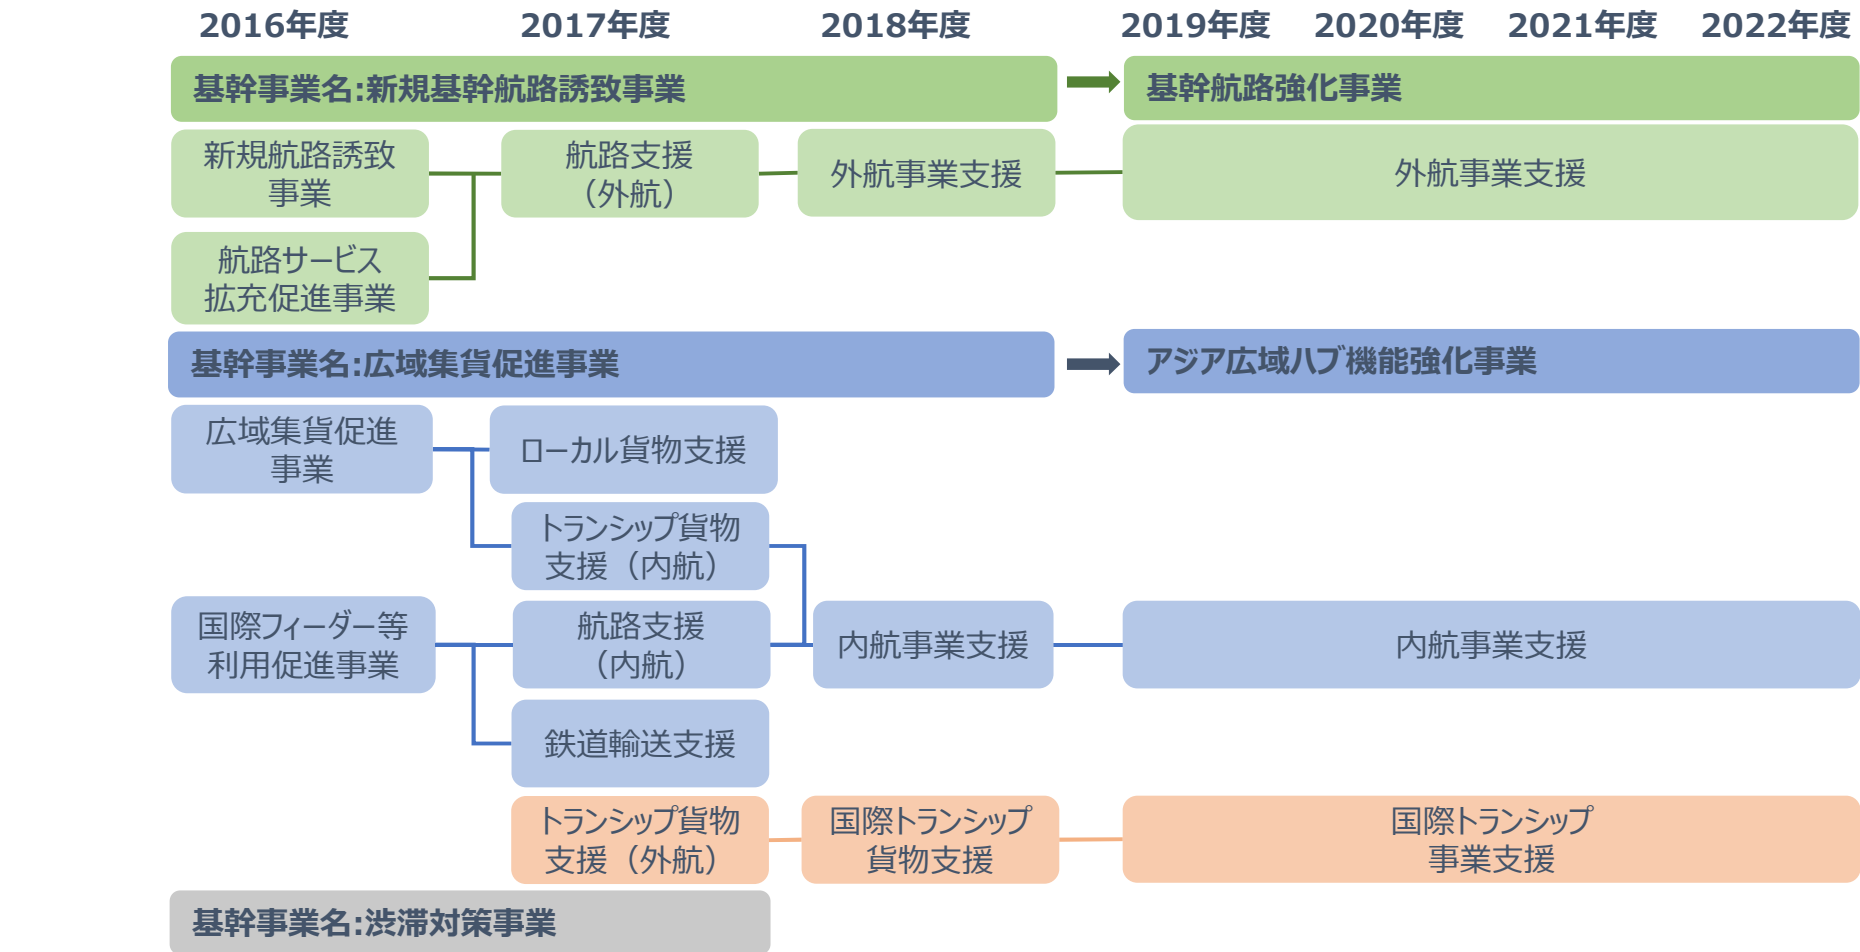 2016年度
2017年度
2018年度
2019年度
2020年度
2021年度
2022年度
基幹事業名:新規基幹航路誘致事業
基幹航路強化事業
新規航路誘致
事業
航路支援
（外航）
外航事業支援
外航事業支援
航路サービス
拡充促進事業
基幹事業名:広域集貨促進事業
アジア広域ハブ機能強化事業
広域集貨促進
事業
ローカル貨物支援
トランシップ貨物
支援（内航）
国際フィーダー等
利用促進事業
航路支援
（内航）
内航事業支援
内航事業支援
鉄道輸送支援
トランシップ貨物
支援（外航）
国際トランシップ
貨物支援
国際トランシップ
事業支援
基幹事業名:渋滞対策事業